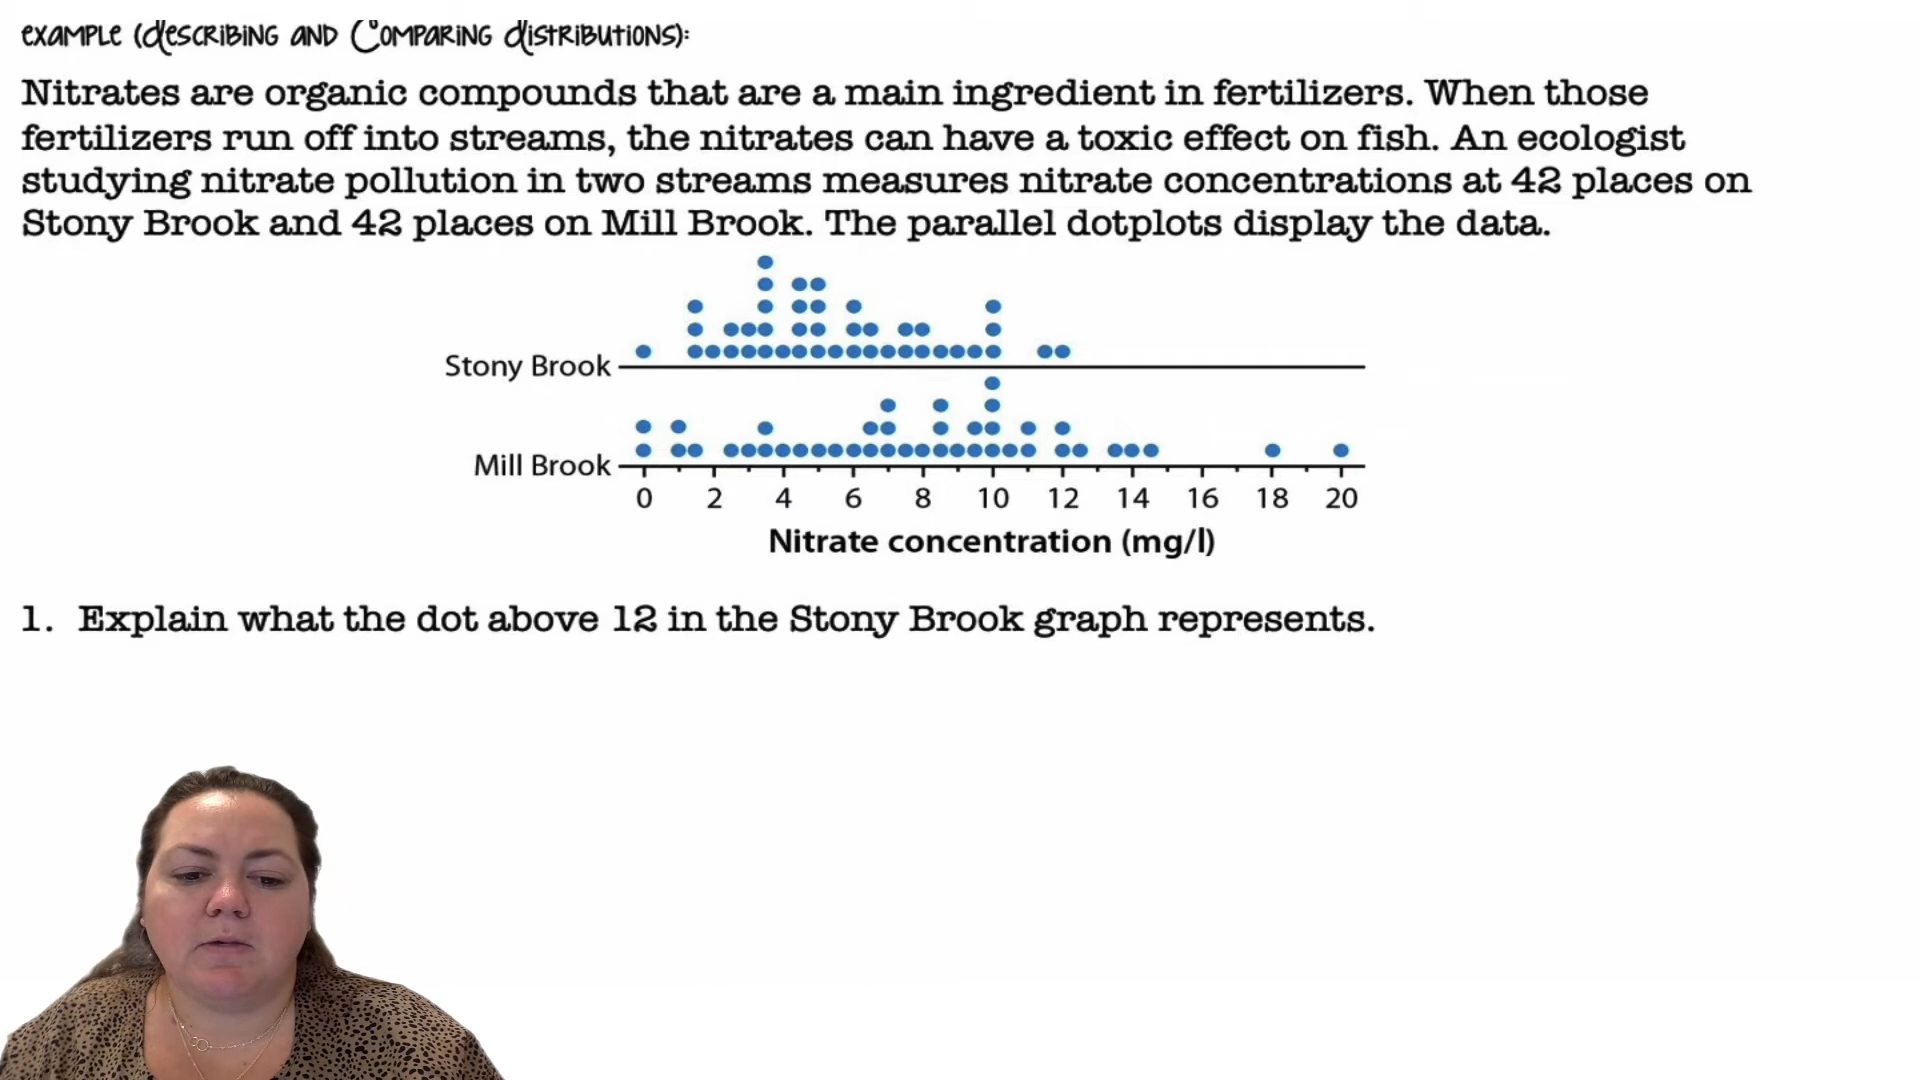 example (Describing and Comparing Distributions):
Nitrates are organic compounds that are a main ingredient in fertilizers. When those
fertilizers run off into streams, the nitrates can have a toxic effect on fish. An ecologist
studying nitrate pollution in two streams measures nitrate concentrations at 42 places on
Stony Brook and 42 places on Mill Brook. The parallel dotplots display the data.
Stony Brook
Mill Brook
0 2 4 6 8 10 12 14 16 18 20
Nitrate concentration (mg/l)
1. Explain what the dot above 12 in the Stony Brook graph represents.